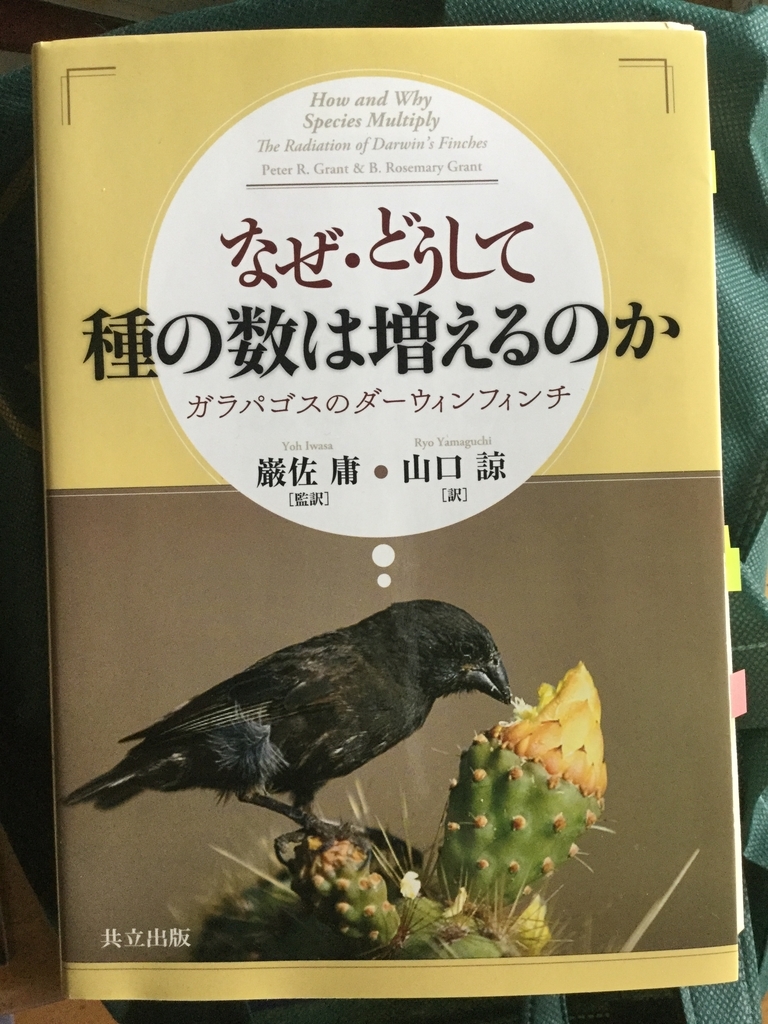 How and Why
Species Multiply
The Radiation of Darwin's Finches
Peter R. Grant & B. Rosemary Grant
なぜ・どうして
種の数は増えるのか
ガラパゴスのダーウィンフィンチ
Yoh Iwasa Ryo Yamaguchi
巌佐 庸 • 山口 諒
[監訳] [訳]
共立出版